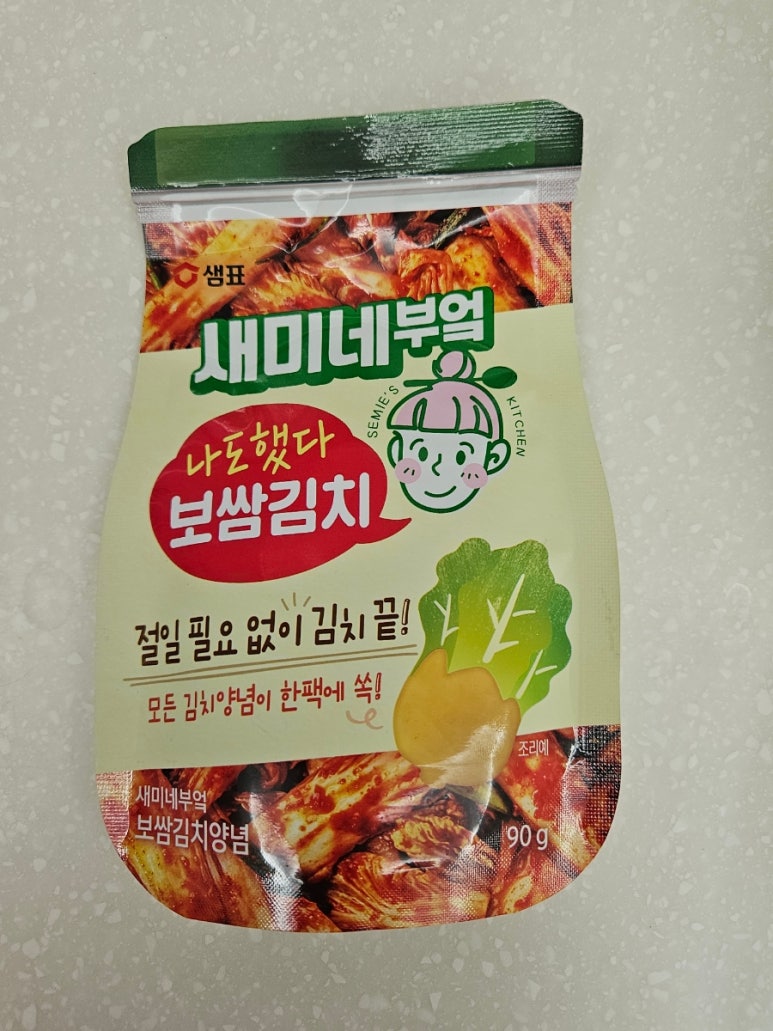 샘표
새미네부엌
SEMIE'S KITCHEN
나도했다
보쌈김치
절일 필요 없이 김치 끝!
모든 김치양념이 한팩에 쏙!
조리예
새미네부엌
보쌈김치양념
90 g